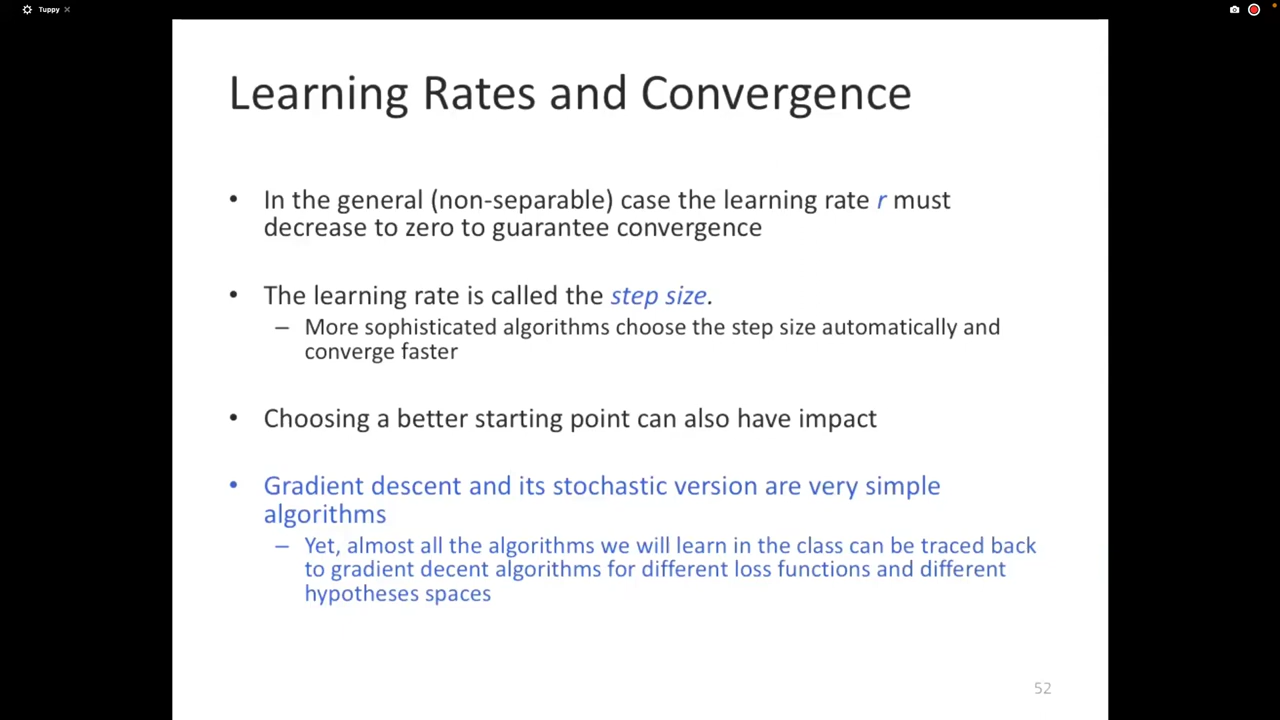 Tuppy
Learning Rates and Convergence
• In the general (non-separable) case the learning rate r must
decrease to zero to guarantee convergence
• The learning rate is called the step size.
– More sophisticated algorithms choose the step size automatically and
converge faster
• Choosing a better starting point can also have impact
• Gradient descent and its stochastic version are very simple
algorithms
– Yet, almost all the algorithms we will learn in the class can be traced back
to gradient decent algorithms for different loss functions and different
hypotheses spaces
52